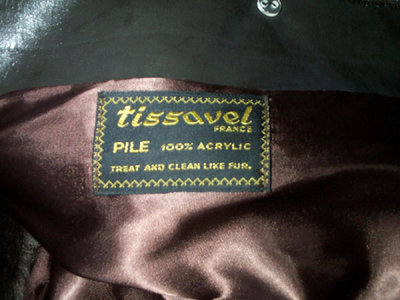 tissavel
FRANCE
PILE 100% ACRYLIC
TREAT AND CLEAN LIKE FUR.